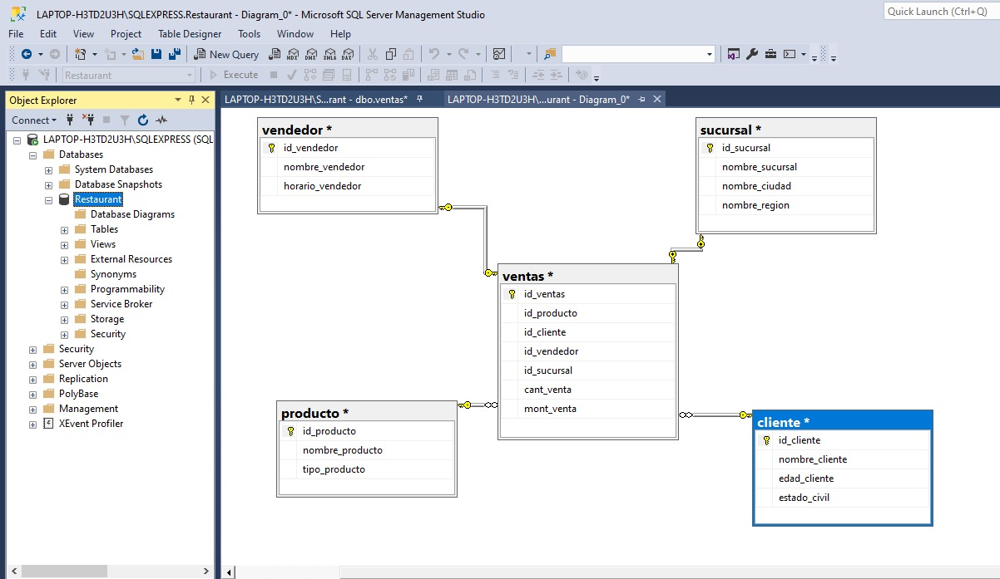 LAPTOP-H3TD2U3H\SQLEXPRESS.Restaurant - Diagram_0* - Microsoft SQL Server Management Studio
Quick Launch (Ctrl+Q)
File Edit View Project Table Designer Tools Window Help
New Query MDX DMX XMLA DAX
Restaurant Execute
Object Explorer
LAPTOP-H3TD2U3H\S...rant - dbo.ventas*
LAPTOP-H3TD2U3H\...urant - Diagram_0*
Connect
LAPTOP-H3TD2U3H\SQLEXPRESS (SQL
Databases
System Databases
Database Snapshots
Restaurant
Database Diagrams
Tables
Views
External Resources
Synonyms
Programmability
Service Broker
Storage
Security
Security
Server Objects
Replication
PolyBase
Management
XEvent Profiler
vendedor *
id_vendedor
nombre_vendedor
horario_vendedor
sucursal *
id_sucursal
nombre_sucursal
nombre_ciudad
nombre_region
ventas *
id_ventas
id_producto
id_cliente
id_vendedor
id_sucursal
cant_venta
mont_venta
producto *
id_producto
nombre_producto
tipo_producto
cliente *
id_cliente
nombre_cliente
edad_cliente
estado_civil